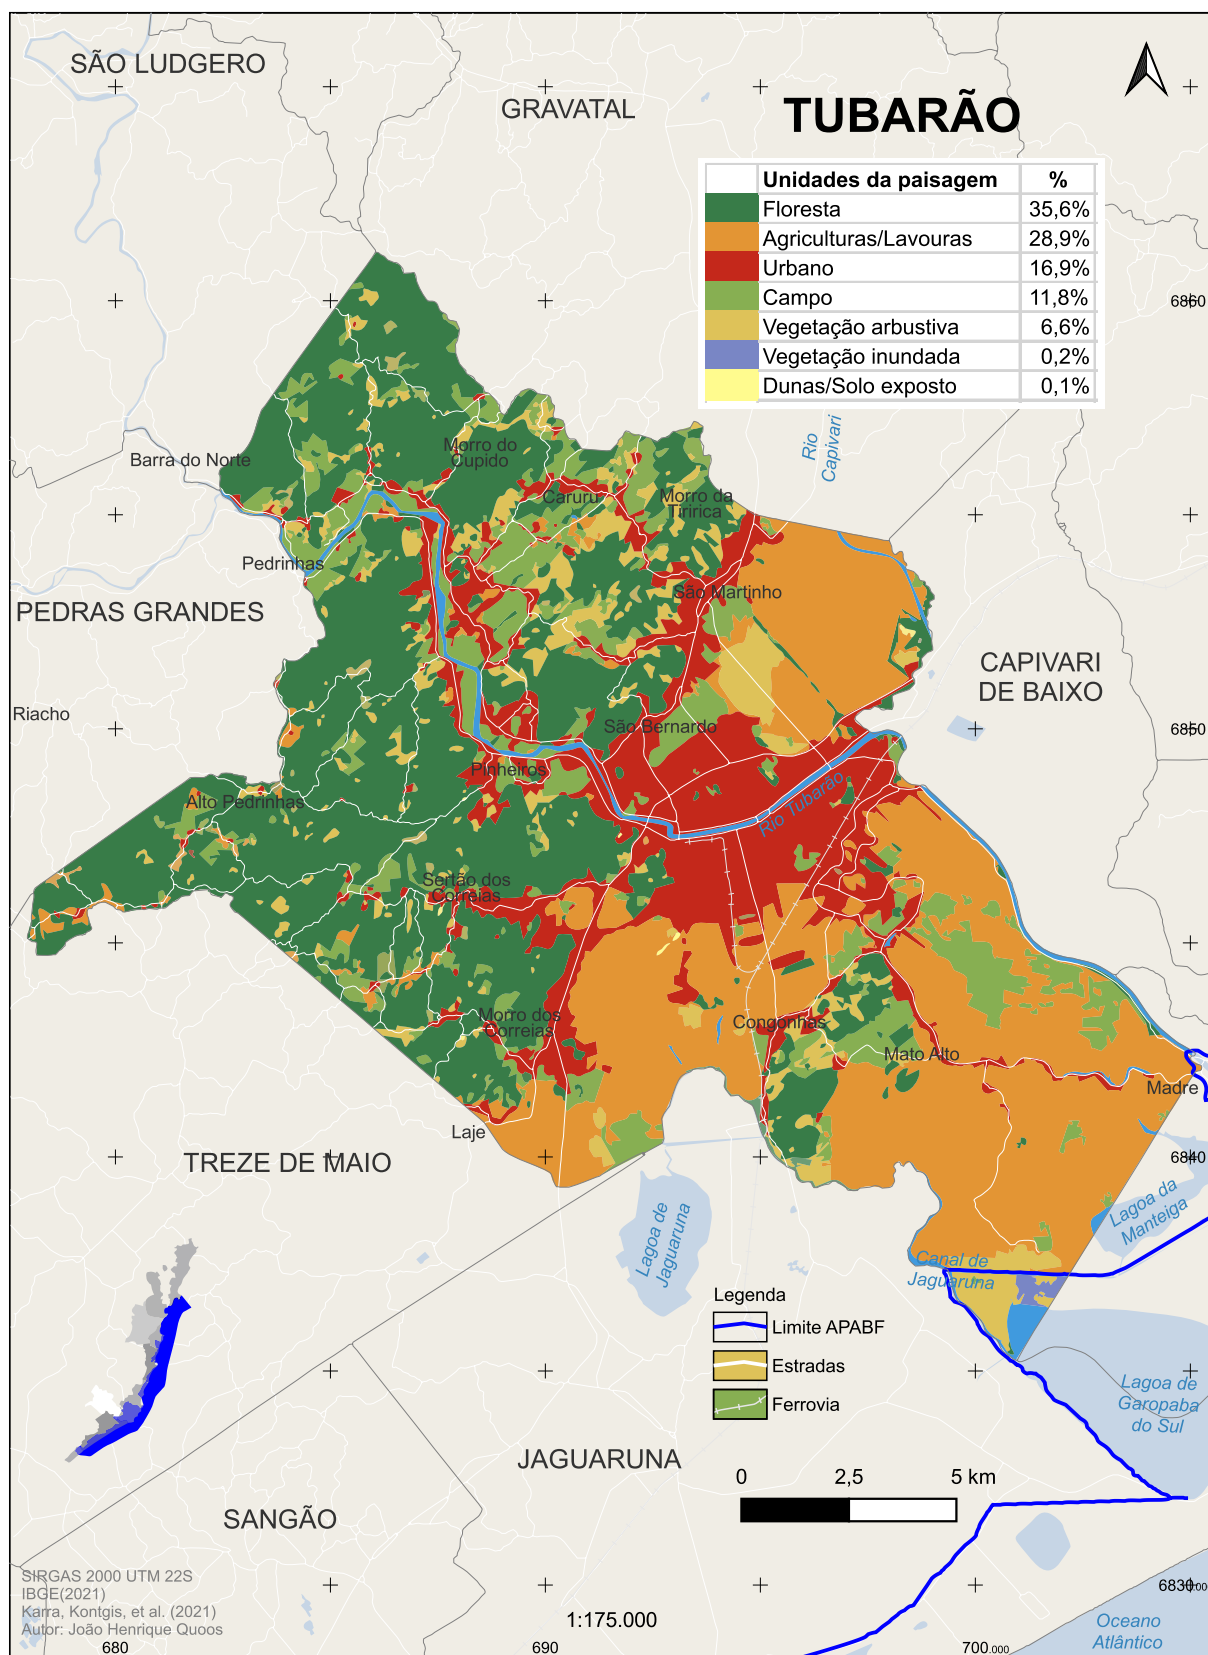 SÃO LUDGERO
GRAVATAL
TUBARÃO
Unidades da paisagem %
Floresta 35,6%
Agriculturas/Lavouras 28,9%
Urbano 16,9%
Campo 11,8%
Vegetação arbustiva 6,6%
Vegetação inundada 0,2%
Dunas/Solo exposto 0,1%
6860
Rio
Capivari
Barra do Norte
Morro do
Cupido
Caruru
Morro da
Tiririca
Pedrinhas
São Martinho
PEDRAS GRANDES
CAPIVARI
DE BAIXO
Riacho
São Bernardo
6850
Pinheiros
Rio Tubarão
Alto Pedrinhas
Sertão dos
Correias
Morro dos
Correias
Congonhas
Mato Alto
Madre
Laje
TREZE DE MAIO
6840
Lagoa de
Jaguaruna
Lagoa da
Manteiga
Canal de
Jaguaruna
Legenda
Limite APABF
Estradas
Ferrovia
Lagoa de
Garopaba
do Sul
JAGUARUNA
0 2,5 5 km
SANGÃO
SIRGAS 2000 UTM 22S
IBGE(2021)
Karra, Kontgis, et al. (2021)
Autor: João Henrique Quoos
6830.000
1:175.000
Oceano
Atlântico
680
690
700.000